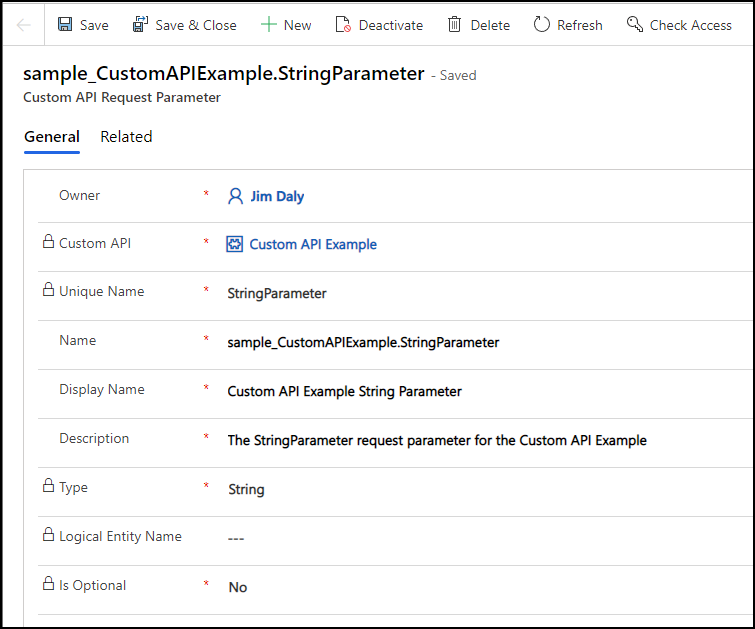 Save Save & Close New Deactivate Delete Refresh Check Access
sample_CustomAPIExample.StringParameter - Saved
Custom API Request Parameter
General Related
Owner * Jim Daly
Custom API * Custom API Example
Unique Name * StringParameter
Name * sample_CustomAPIExample.StringParameter
Display Name * Custom API Example String Parameter
Description * The StringParameter request parameter for the Custom API Example
Type * String
Logical Entity Name ---
Is Optional * No